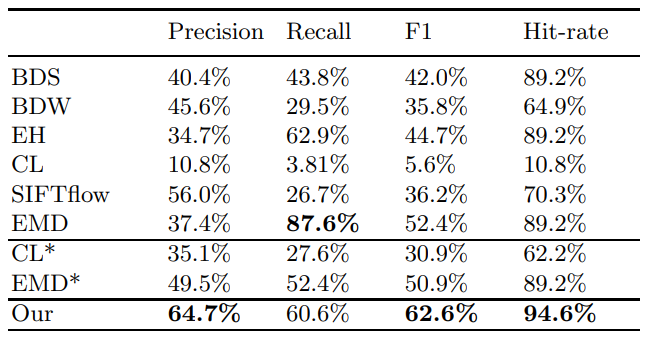 Precision Recall F1 Hit-rate
BDS 40.4% 43.8% 42.0% 89.2%
BDW 45.6% 29.5% 35.8% 64.9%
EH 34.7% 62.9% 44.7% 89.2%
CL 10.8% 3.81% 5.6% 10.8%
SIFTflow 56.0% 26.7% 36.2% 70.3%
EMD 37.4% 87.6% 52.4% 89.2%
CL* 35.1% 27.6% 30.9% 62.2%
EMD* 49.5% 52.4% 50.9% 89.2%
Our 64.7% 60.6% 62.6% 94.6%